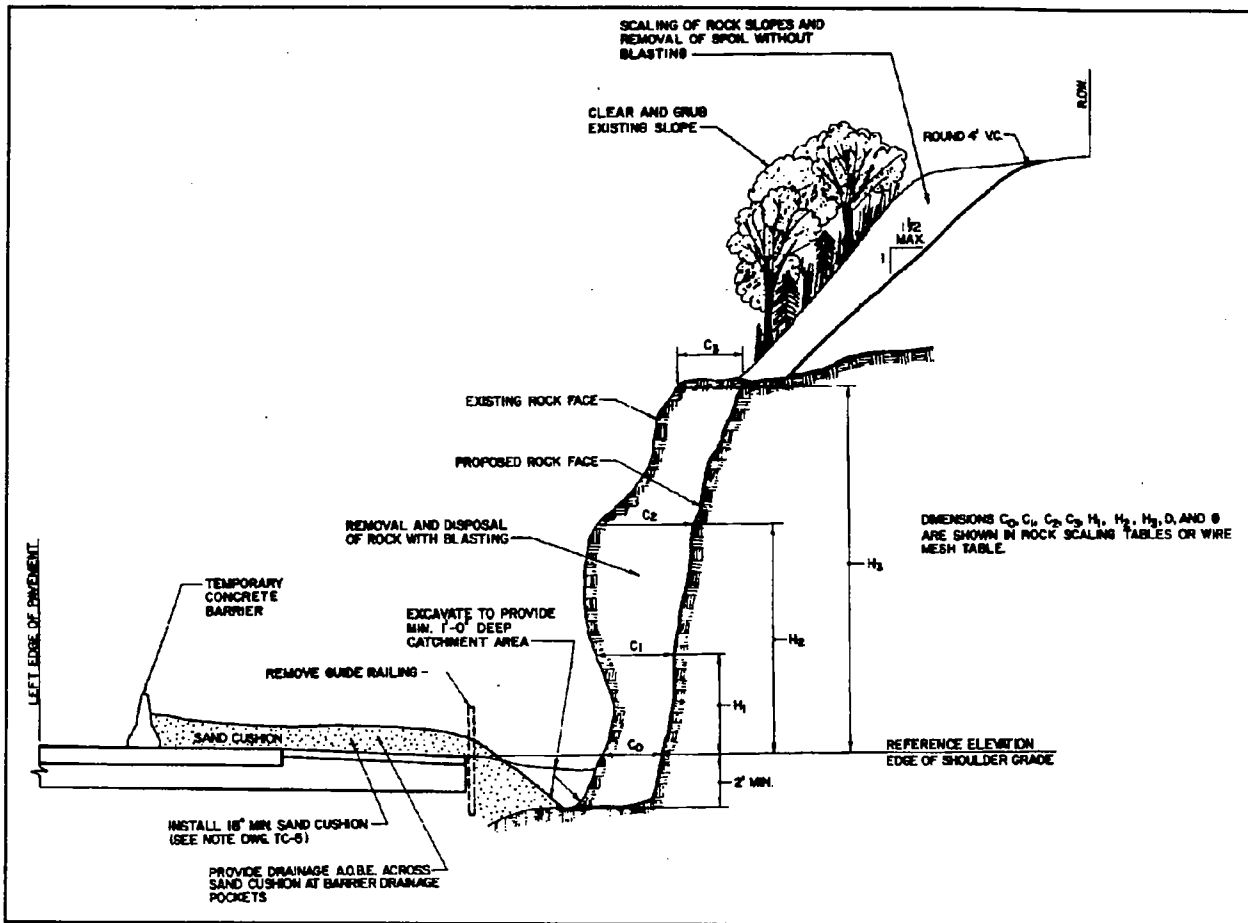 SCALING OF ROCK SLOPES AND
REMOVAL OF SPOIL WITHOUT
BLASTING
R.O.W.
CLEAR AND GRUB
EXISTING SLOPE
ROUND 4' V.C.
1 1/2
MAX.
1
C3
EXISTING ROCK FACE
PROPOSED ROCK FACE
C2
REMOVAL AND DISPOSAL
OF ROCK WITH BLASTING
DIMENSIONS C0, C1, C2, C3, H1, H2, H3, D, AND θ
ARE SHOWN IN ROCK SCALING TABLES OR WIRE
MESH TABLE.
H3
LEFT EDGE OF PAVEMENT
TEMPORARY
CONCRETE
BARRIER
EXCAVATE TO PROVIDE
MIN. 1'-0" DEEP
CATCHMENT AREA
C1
H2
REMOVE GUIDE RAILING
H1
SAND CUSHION
C0
REFERENCE ELEVATION
EDGE OF SHOULDER GRADE
2' MIN.
INSTALL 18" MIN. SAND CUSHION
(SEE NOTE DWG. TC-5)
PROVIDE DRAINAGE A.O.B.E. ACROSS
SAND CUSHION AT BARRIER DRAINAGE
POCKETS